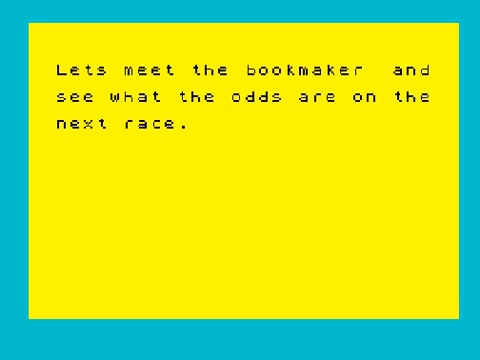 Lets meet the bookmaker  and
see what the odds are on the
next race.